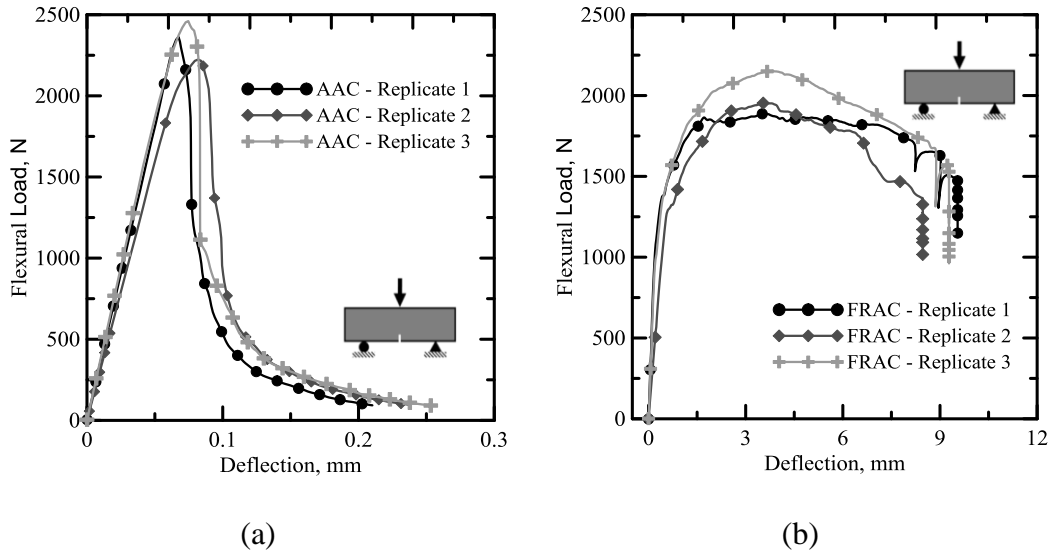 2500
2000
1500
1000
500
0
Flexural Load, N
AAC - Replicate 1
AAC - Replicate 2
AAC - Replicate 3
0
0.1
0.2
0.3
Deflection, mm
(a)
2500
2000
1500
1000
500
0
Flexural Load, N
FRAC - Replicate 1
FRAC - Replicate 2
FRAC - Replicate 3
0
3
6
9
12
Deflection, mm
(b)